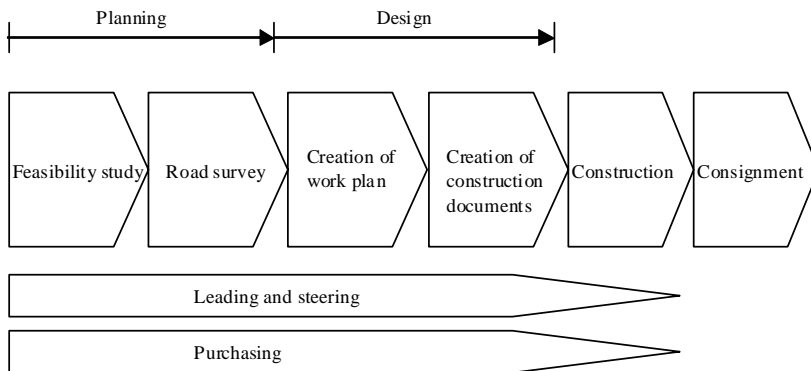 Planning
Design
Feasibility study
Road survey
Creation of
work plan
Creation of
construction
documents
Construction
Consignment
Leading and steering
Purchasing